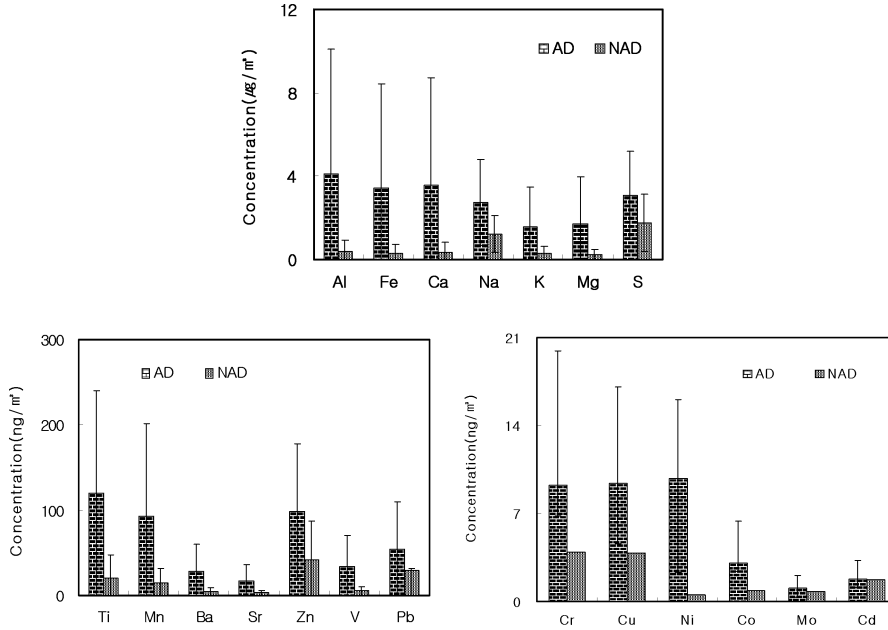 12
AD NAD
8
Concentration(㎍/㎥)
4
0
Al Fe Ca Na K Mg S
300
AD NAD
200
Concentration(ng/㎥)
100
0
Ti Mn Ba Sr Zn V Pb
21
AD NAD
14
Concentration(ng/㎥)
7
0
Cr Cu Ni Co Mo Cd